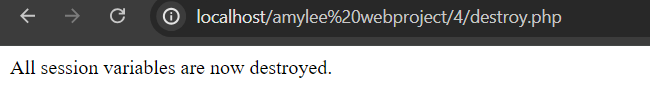 localhost/amylee%20webproject/4/destroy.php
All session variables are now destroyed.